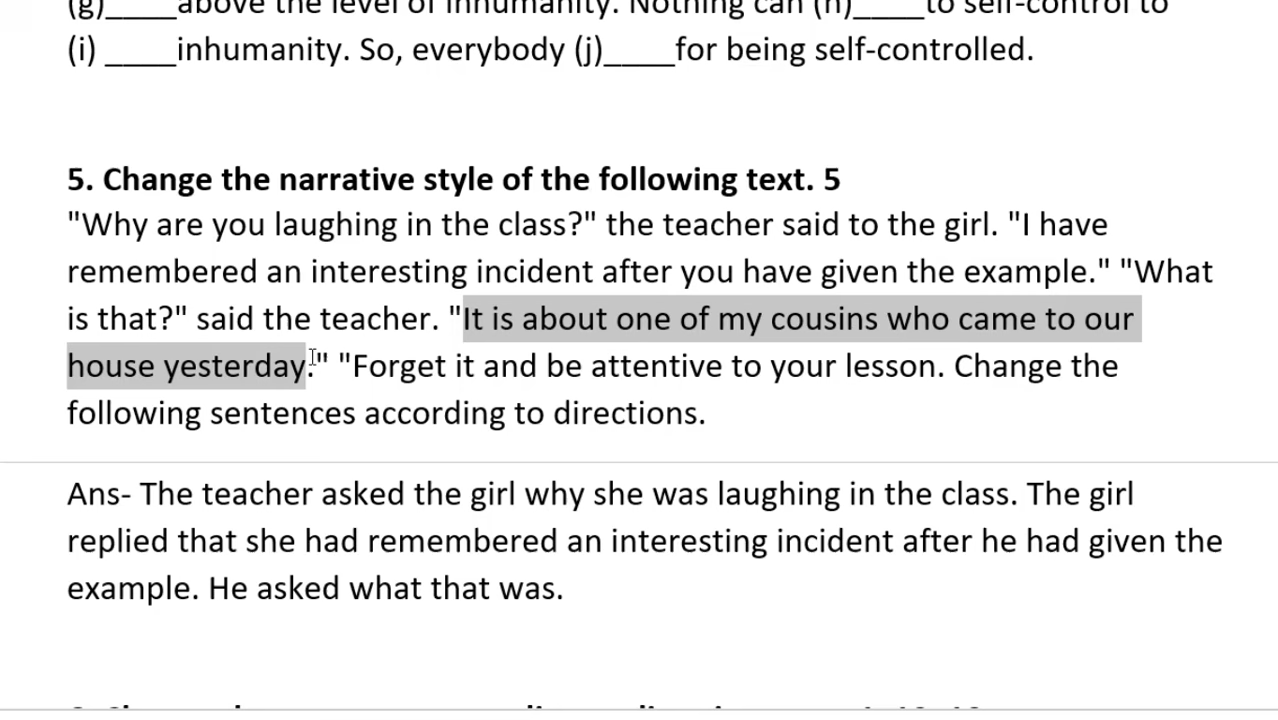 (g)____above the level of inhumanity. Nothing can (h)____to self-control to
(i) ____inhumanity. So, everybody (j)____for being self-controlled.
5. Change the narrative style of the following text. 5
"Why are you laughing in the class?" the teacher said to the girl. "I have
remembered an interesting incident after you have given the example." "What
is that?" said the teacher. "It is about one of my cousins who came to our
house yesterday." "Forget it and be attentive to your lesson. Change the
following sentences according to directions.
Ans- The teacher asked the girl why she was laughing in the class. The girl
replied that she had remembered an interesting incident after he had given the
example. He asked what that was.